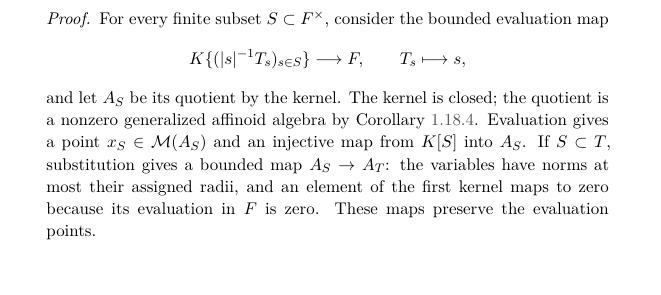 Proof. For every finite subset S ⊂ F×, consider the bounded evaluation map
K{(|s|⁻¹Tₛ)ₛ∈S} ⟶ F,    Tₛ ⟼ s,
and let A_S be its quotient by the kernel. The kernel is closed; the quotient is
a nonzero generalized affinoid algebra by Corollary 1.18.4. Evaluation gives
a point x_S ∈ M(A_S) and an injective map from K[S] into A_S. If S ⊂ T,
substitution gives a bounded map A_S → A_T: the variables have norms at
most their assigned radii, and an element of the first kernel maps to zero
because its evaluation in F is zero. These maps preserve the evaluation
points.